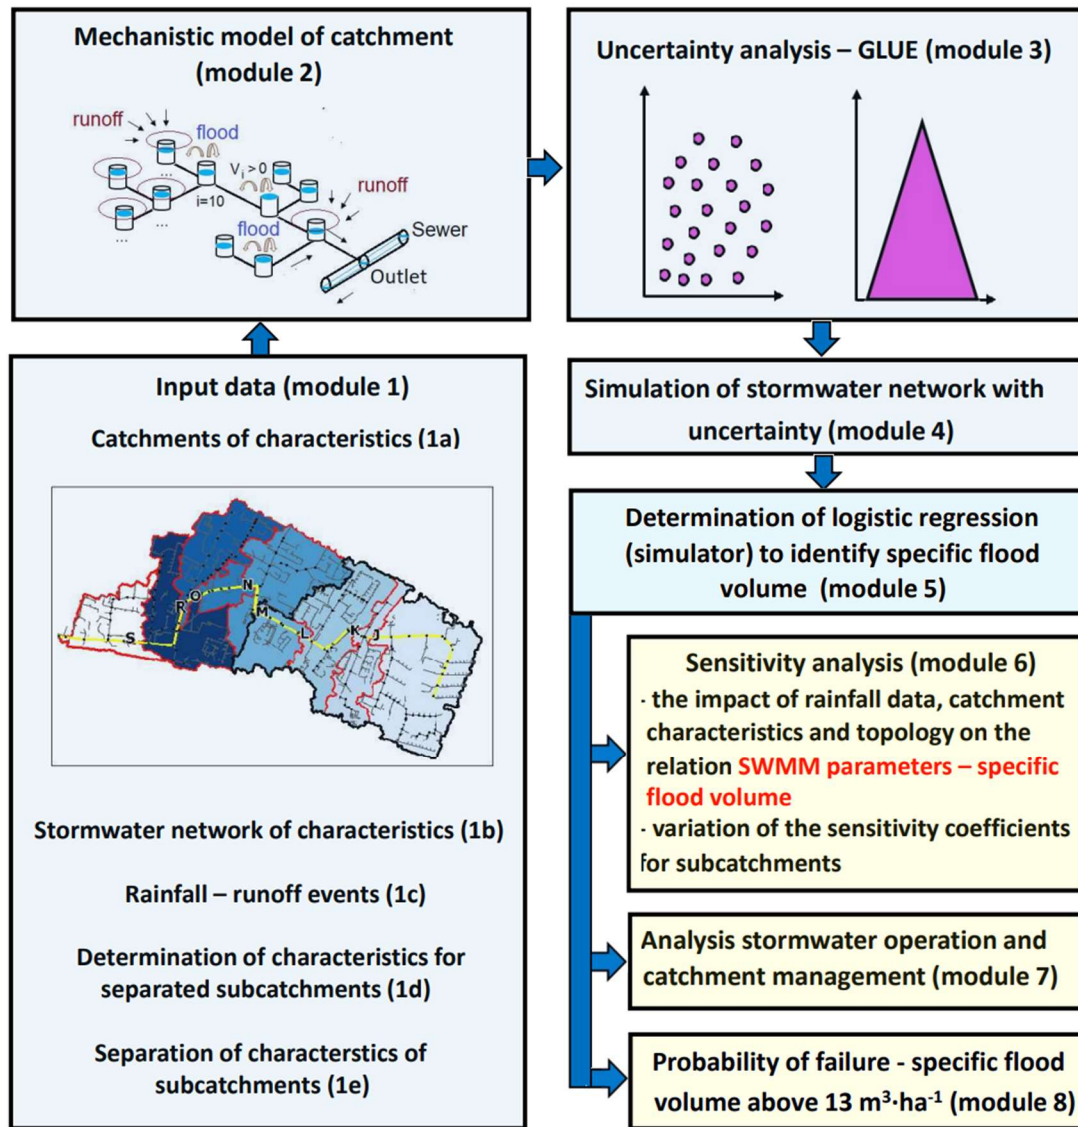 Mechanistic model of catchment
(module 2)
runoff
flood
V i > 0
...
i=10
runoff
...
...
flood
Sewer
Outlet
Uncertainty analysis – GLUE (module 3)
Input data (module 1)
Catchments of characteristics (1a)
S
R
O
N
M
L
K
J
Stormwater network of characteristics (1b)
Rainfall – runoff events (1c)
Determination of characteristics for
separated subcatchments (1d)
Separation of characterstics of
subcatchments (1e)
Simulation of stormwater network with
uncertainty (module 4)
Determination of logistic regression
(simulator) to identify specific flood
volume (module 5)
Sensitivity analysis (module 6)
- the impact of rainfall data, catchment
characteristics and topology on the
relation SWMM parameters – specific
flood volume
- variation of the sensitivity coefficients
for subcatchments
Analysis stormwater operation and
catchment management (module 7)
Probability of failure - specific flood
volume above 13 m³·ha⁻¹ (module 8)